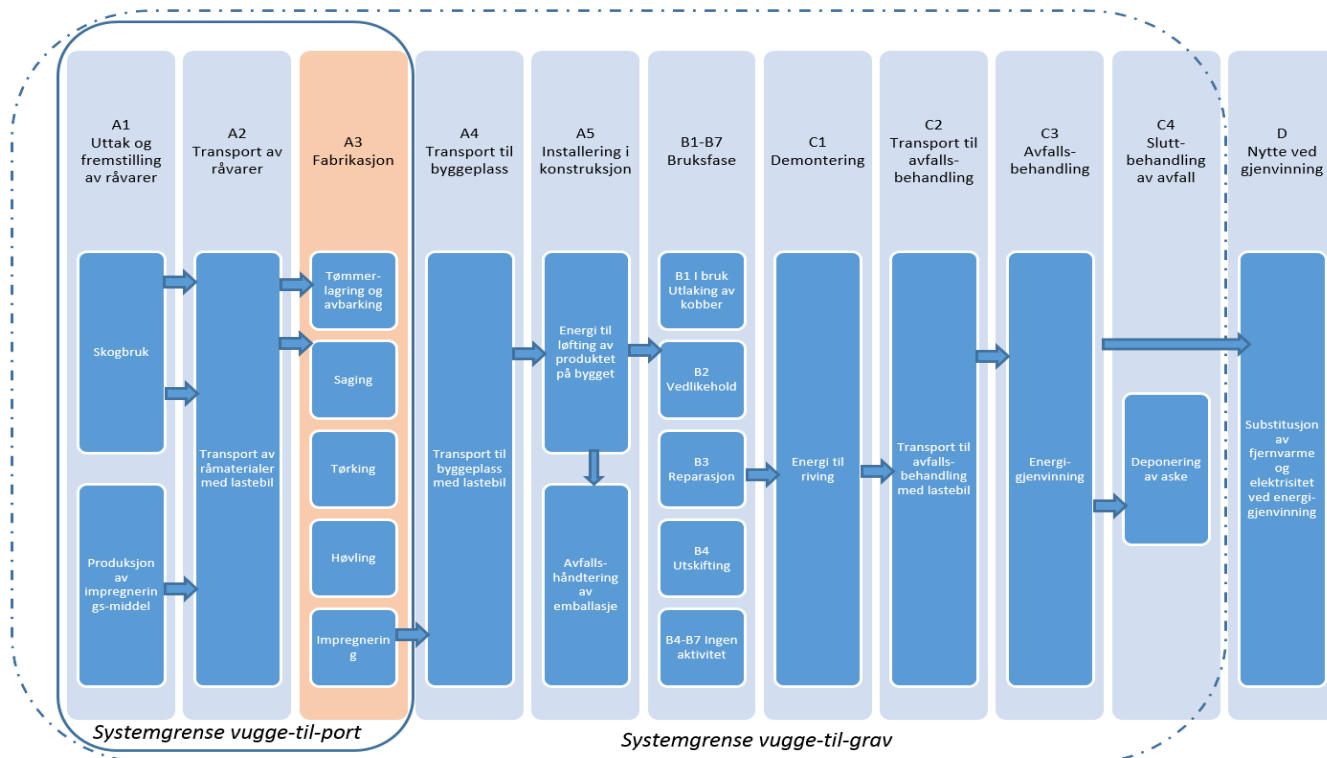 A1
Uttak og
fremstilling
av råvarer
A2
Transport av
råvarer
A3
Fabrikasjon
A4
Transport til
byggeplass
A5
Installering i
konstruksjon
B1-B7
Bruksfase
C1
Demontering
C2
Transport til
avfalls-
behandling
C3
Avfalls-
behandling
C4
Slutt-
behandling
av avfall
D
Nytte ved
gjenvinning
Skogbruk
Produksjon
av
impregnerin
gs-middel
Transport av
råmaterialer
med lastebil
Tømmer-
lagring og
avbarking
Saging
Tørking
Høvling
Impregnerin
g
Transport til
byggeplass
med lastebil
Energi til
løfting av
produktet
på bygget
Avfalls-
håndtering
av
emballasje
B1 I bruk
Utlaking av
kobber
B2
Vedlikehold
B3
Reparasjon
B4
Utskifting
B4-B7 Ingen
aktivitet
Energi til
riving
Transport til
avfalls-
behandling
med lastebil
Energi-
gjenvinning
Deponering
av aske
Substitusjon
av
fjernvarme
og
elektrisitet
ved energi-
gjenvinning
Systemgrense vugge-til-port
Systemgrense vugge-til-grav